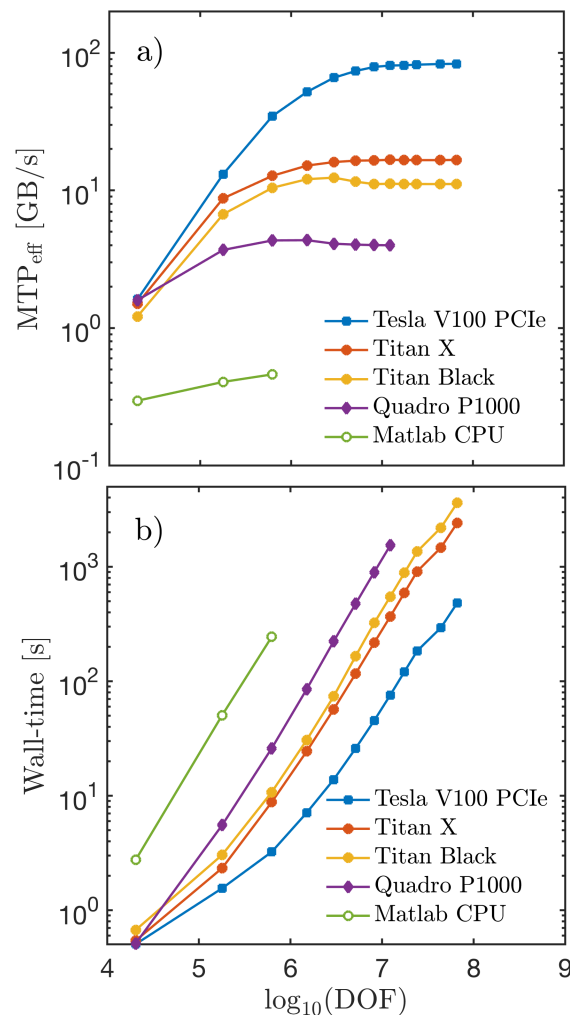 a)
10^2
10^1
10^0
10^-1
MTP_eff [GB/s]
Tesla V100 PCIe
Titan X
Titan Black
Quadro P1000
Matlab CPU
b)
10^3
10^2
10^1
10^0
Wall-time [s]
Tesla V100 PCIe
Titan X
Titan Black
Quadro P1000
Matlab CPU
4 5 6 7 8 9
log_10(DOF)